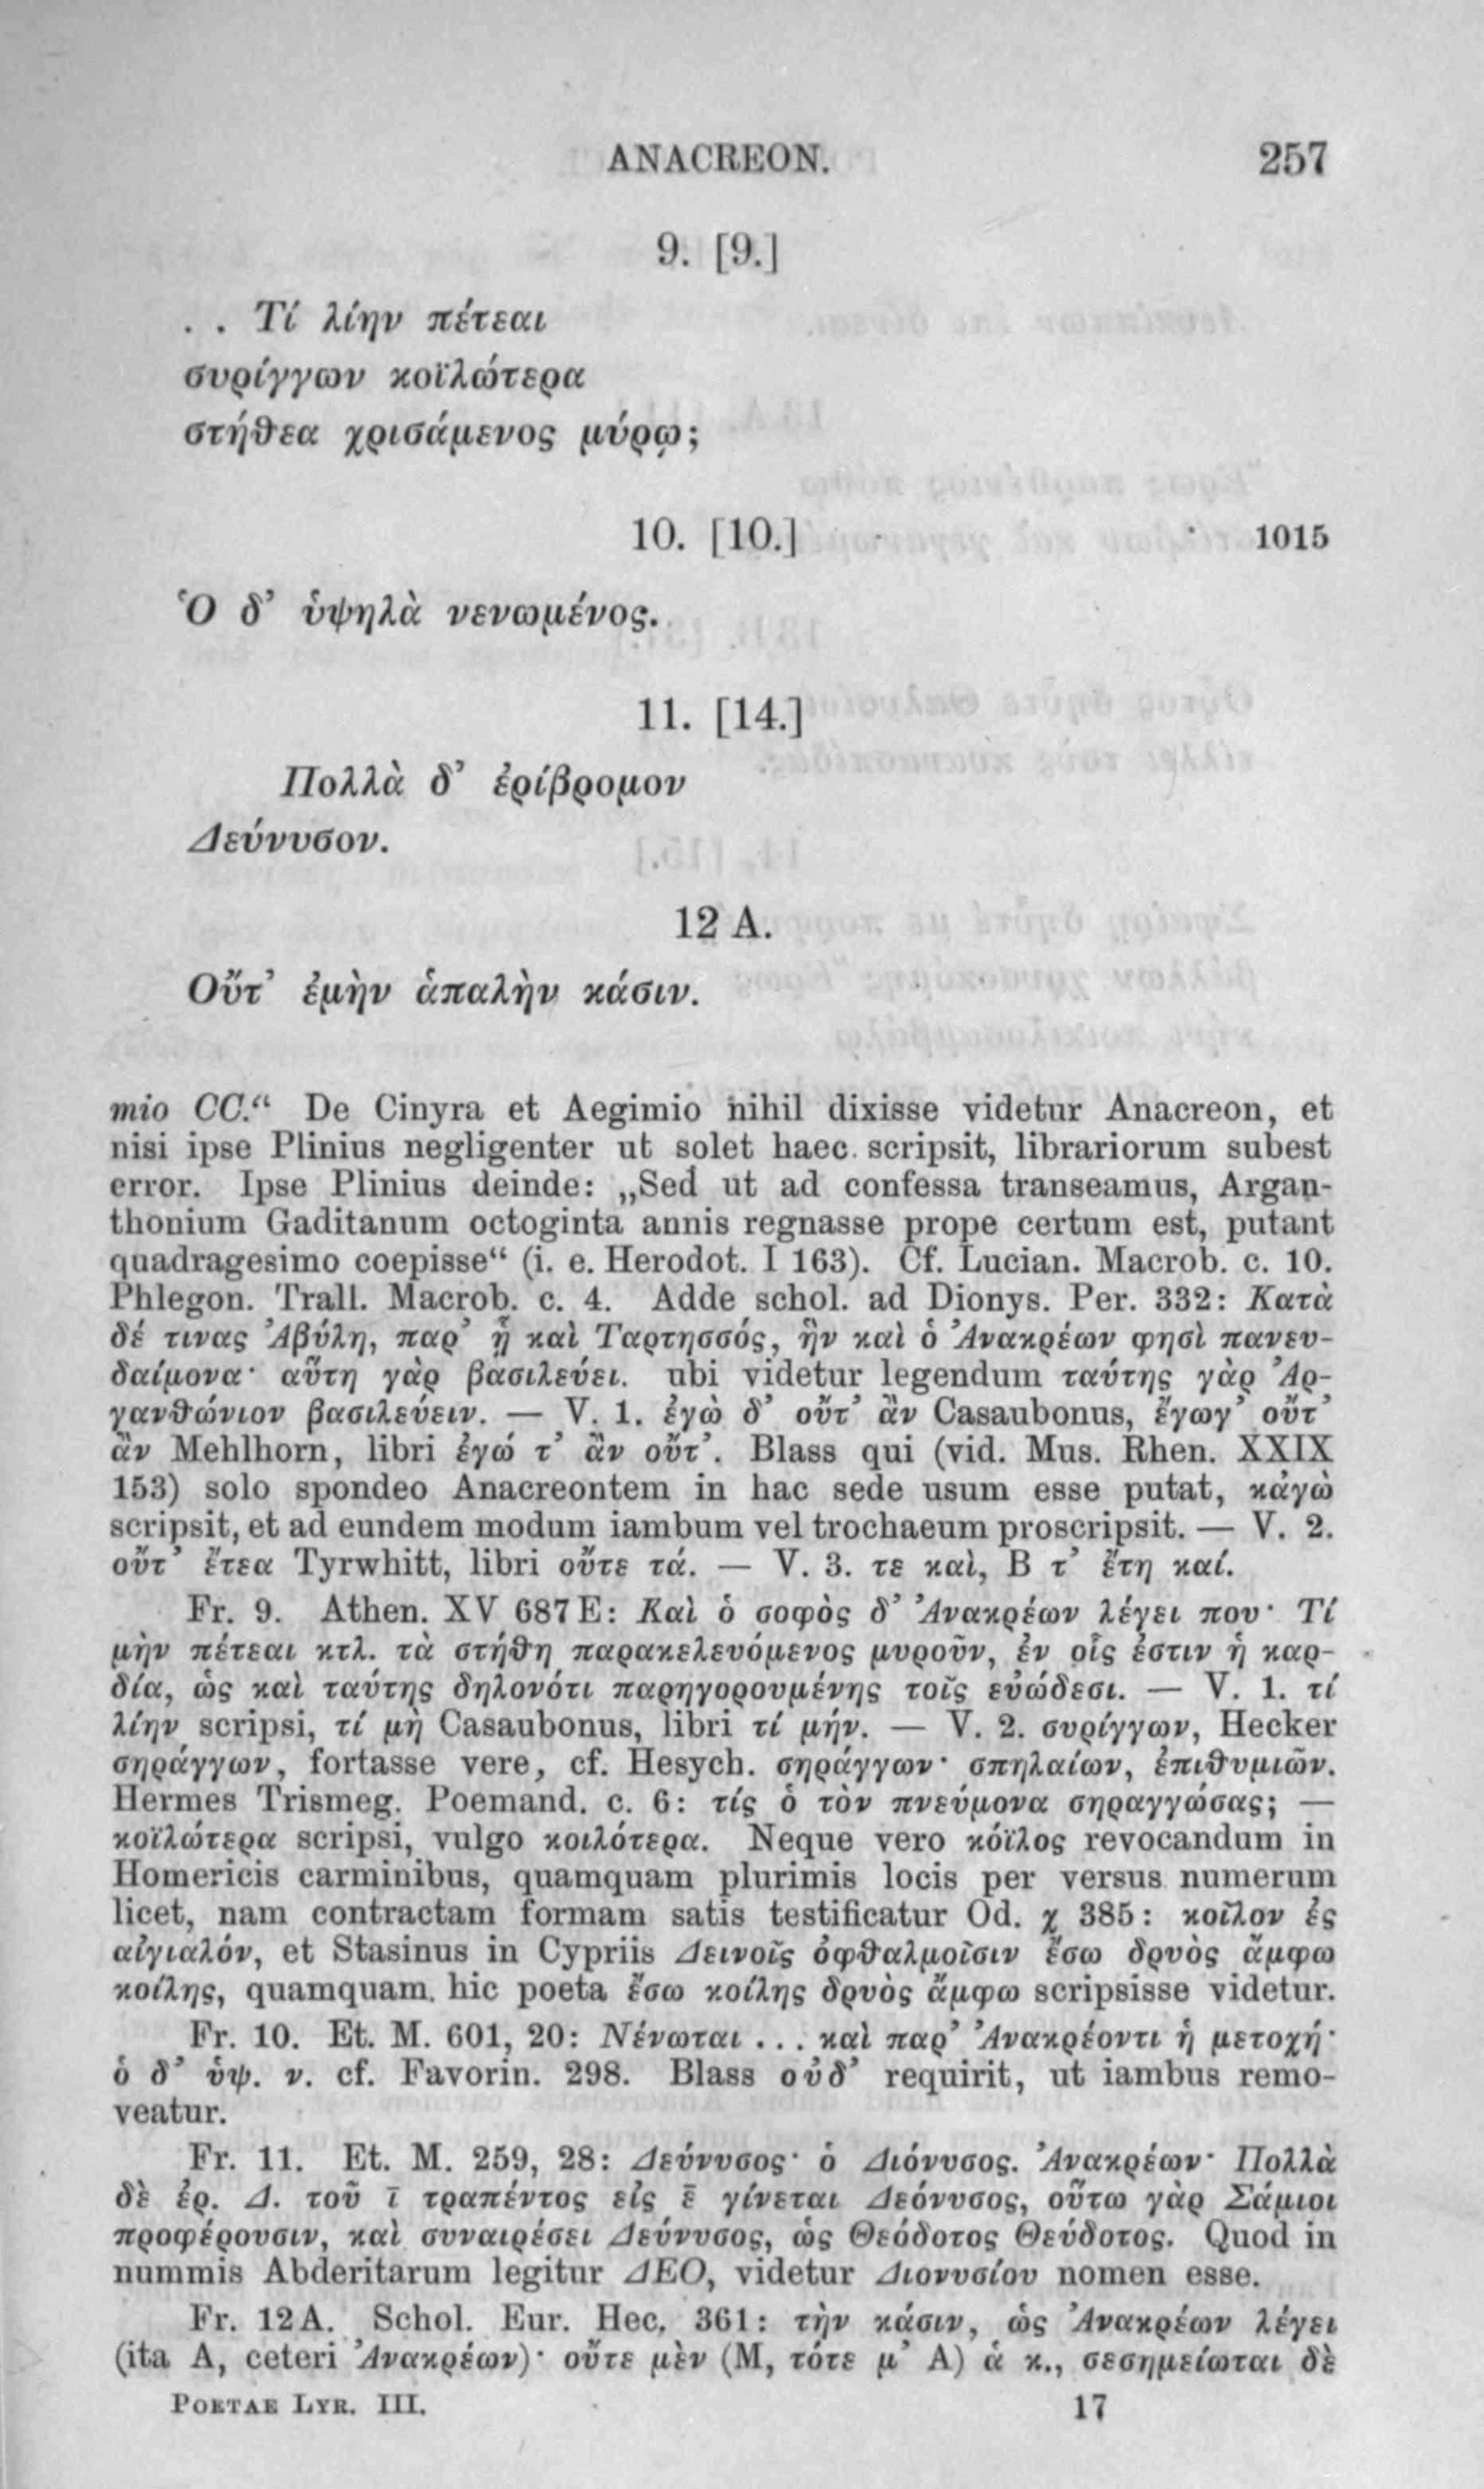 ANACREON. 257
9. [9.]
. . Τί λίην πέτεαι
συρίγγων κοϊλώτερα
στήθεα χρισάμενος μύρῳ;
10. [10.] 1015
Ὁ δ’ ὑψηλὰ νενωμένος.
11. [14.]
Πολλὰ δ’ ἐρίβρομον
Δεύνυσον.
12 A.
Οὔτ’ ἐμὴν ἁπαλὴν κάσιν.
mio CC.“ De Cinyra et Aegimio nihil dixisse videtur Anacreon, et
nisi ipse Plinius negligenter ut solet haec scripsit, librariorum subest
error. Ipse Plinius deinde: „Sed ut ad confessa transeamus, Argan-
thonium Gaditanum octoginta annis regnasse prope certum est, putant
quadragesimo coepisse“ (i. e. Herodot. I 163). Cf. Lucian. Macrob. c. 10.
Phlegon. Trall. Macrob. c. 4. Adde schol. ad Dionys. Per. 332: Κατὰ
δέ τινας Ἀβύλη, παρ’ ᾗ καὶ Ταρτησσός, ἣν καὶ ὁ Ἀνακρέων φησὶ πανευ-
δαίμονα· αὕτη γὰρ βασιλεύει. ubi videtur legendum ταύτης γὰρ Ἀρ-
γανθώνιον βασιλεύειν. — V. 1. ἐγὼ δ’ οὔτ’ ἂν Casaubonus, ἔγωγ’ οὔτ’
ἂν Mehlhorn, libri ἐγώ τ’ ἂν οὔτ’. Blass qui (vid. Mus. Rhen. XXIX
153) solo spondeo Anacreontem in hac sede usum esse putat, κἀγὼ
scripsit, et ad eundem modum iambum vel trochaeum proscripsit. — V. 2.
οὔτ’ ἔτεα Tyrwhitt, libri οὔτε τά. — V. 3. τε καὶ, B τ’ ἔτη καί.
Fr. 9. Athen. XV 687 E: Καὶ ὁ σοφὸς δ’ Ἀνακρέων λέγει που· Τί
μὴν πέτεαι κτλ. τὰ στήθη παρακελευόμενος μυροῦν, ἐν οἷς ἐστιν ἡ καρ-
δία, ὡς καὶ ταύτης δηλονότι παρηγορουμένης τοῖς εὐώδεσι. — V. 1. τί
λίην scripsi, τί μὴ Casaubonus, libri τί μήν. — V. 2. συρίγγων, Hecker
σηράγγων, fortasse vere, cf. Hesych. σηράγγων· σπηλαίων, ἐπιθυμιῶν.
Hermes Trismeg. Poemand. c. 6: τίς ὁ τὸν πνεύμονα σηραγγώσας; —
κοϊλώτερα scripsi, vulgo κοιλότερα. Neque vero κόϊλος revocandum in
Homericis carminibus, quamquam plurimis locis per versus numerum
licet, nam contractam formam satis testificatur Od. χ 385: κοῖλον ἐς
αἰγιαλόν, et Stasinus in Cypriis Δεινοῖς ὀφθαλμοῖσιν ἔσω δρυὸς ἄμφω
κοίλης, quamquam hic poeta ἔσω κοίλης δρυὸς ἄμφω scripsisse videtur.
Fr. 10. Et. M. 601, 20: Νένωται ... καὶ παρ’ Ἀνακρέοντι ἡ μετοχή·
ὁ δ’ ὑψ. ν. cf. Favorin. 298. Blass οὐδ’ requirit, ut iambus remo-
veatur.
Fr. 11. Et. M. 259, 28: Δεύνυσος· ὁ Διόνυσος. Ἀνακρέων· Πολλὰ
δὲ ἐρ. Δ. τοῦ ῑ τραπέντος εἰς ε̄ γίνεται Δεόνυσος, οὕτω γὰρ Σάμιοι
προφέρουσιν, καὶ συναιρέσει Δεύνυσος, ὡς Θεόδοτος Θεύδοτος. Quod in
nummis Abderitarum legitur ΔΕΟ, videtur Διονυσίου nomen esse.
Fr. 12 A. Schol. Eur. Hec. 361: τὴν κάσιν, ὡς Ἀνακρέων λέγει
(ita A, ceteri Ἀνακρέων)· οὔτε μὲν (M, τότε μ’ A) ἁ κ., σεσημείωται δὲ
POETAE LYR. III. 17